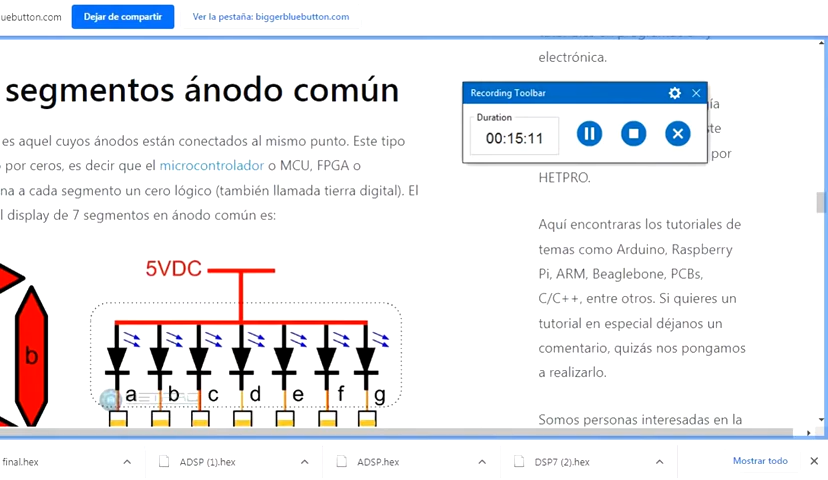 uebutton.com
Dejar de compartir
Ver la pestaña: biggerbluebutton.com
electrónica.
segmentos ánodo común
Recording Toolbar
Duration
00:15:11
ía
es aquel cuyos ánodos están conectados al mismo punto. Este tipo
ste
por ceros, es decir que el microcontrolador o MCU, FPGA o
por
na a cada segmento un cero lógico (también llamada tierra digital). El
HETPRO.
l display de 7 segmentos en ánodo común es:
Aquí encontraras los tutoriales de
temas como Arduino, Raspberry
Pi, ARM, Beaglebone, PCBs,
C/C++, entre otros. Si quieres un
tutorial en especial déjanos un
comentario, quizás nos pongamos
a realizarlo.
Somos personas interesadas en la
5VDC
b
a b c d e f g
final.hex
ADSP (1).hex
ADSP.hex
DSP7 (2).hex
Mostrar todo